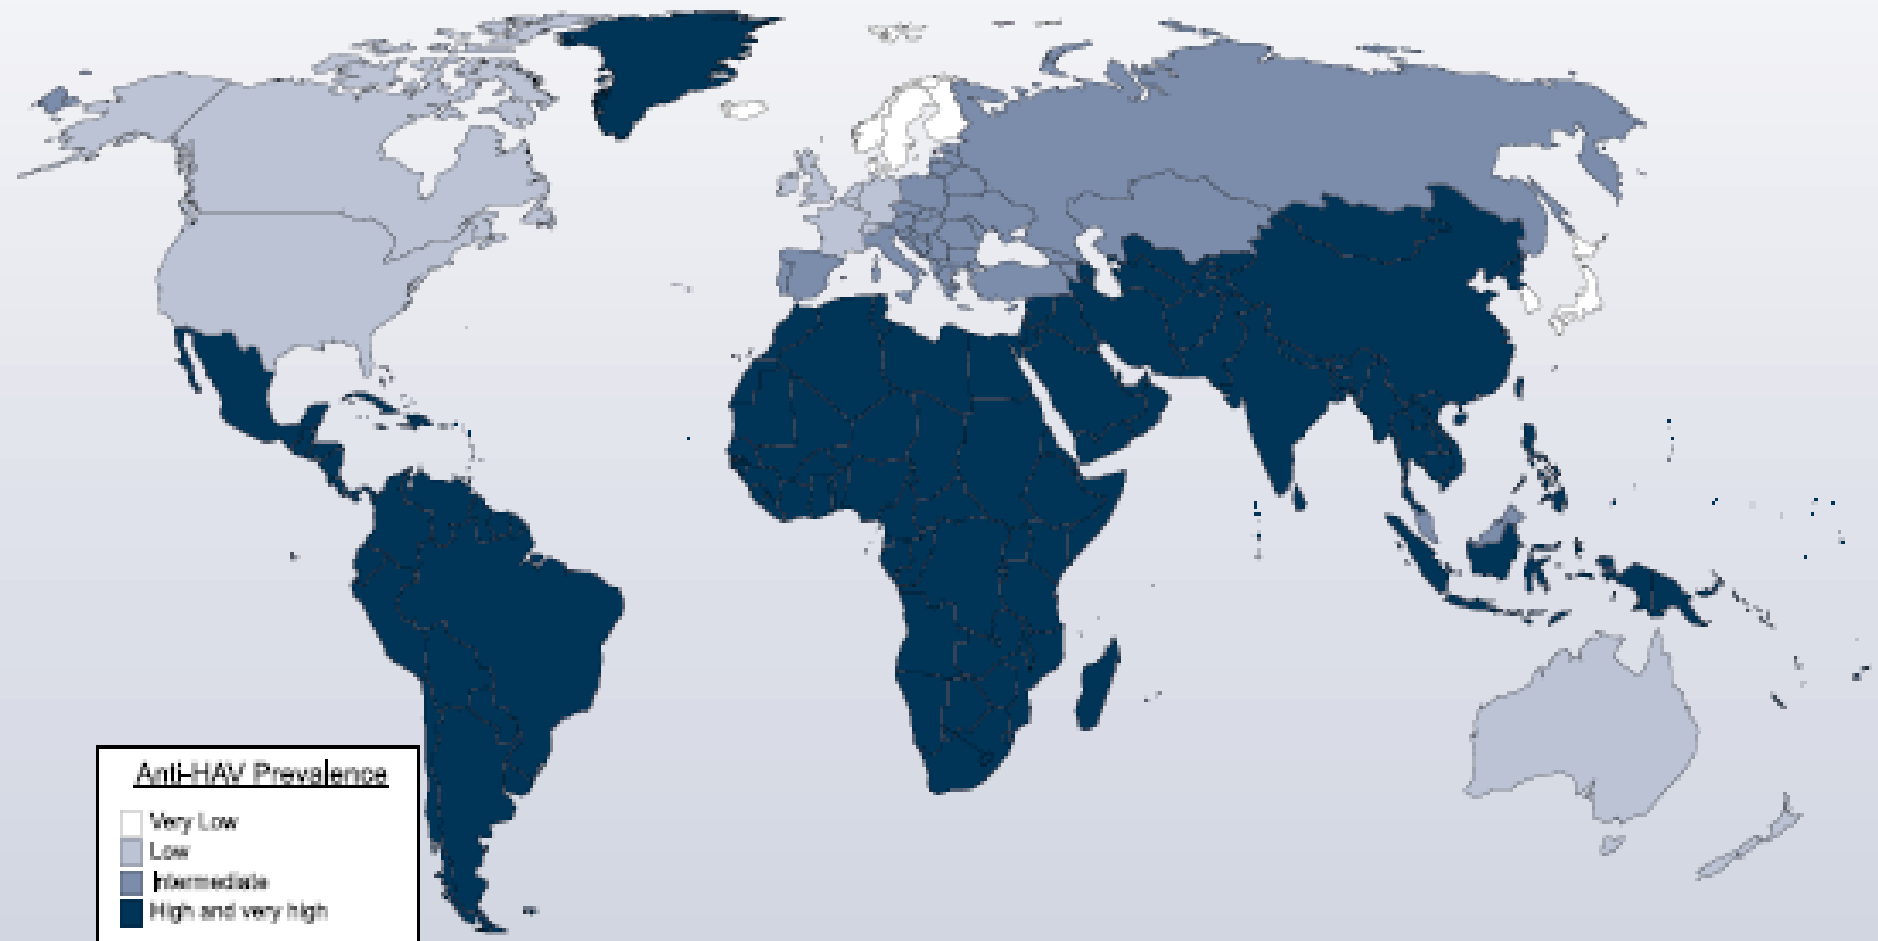 Anti-HAV Prevalence
Very Low
Low
Intermediate
High and very high